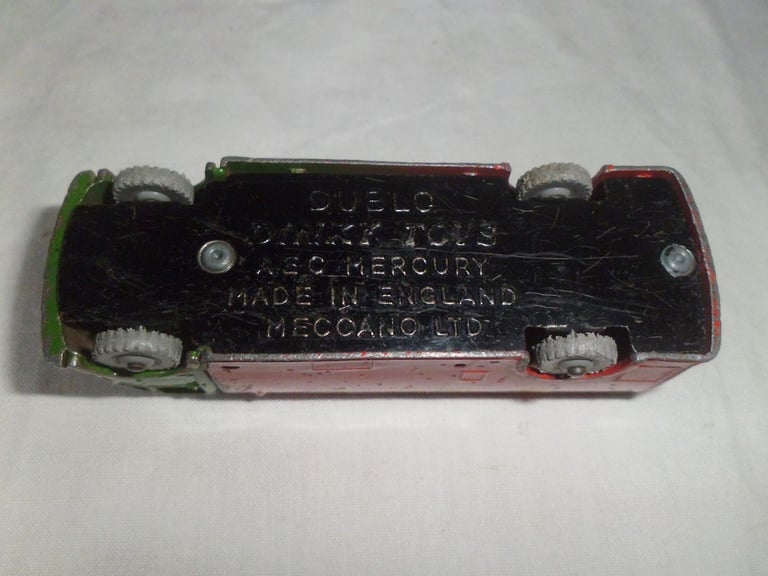 DUBLO
DINKY TOYS
A.E.C. MERCURY
MADE IN ENGLAND
MECCANO LTD